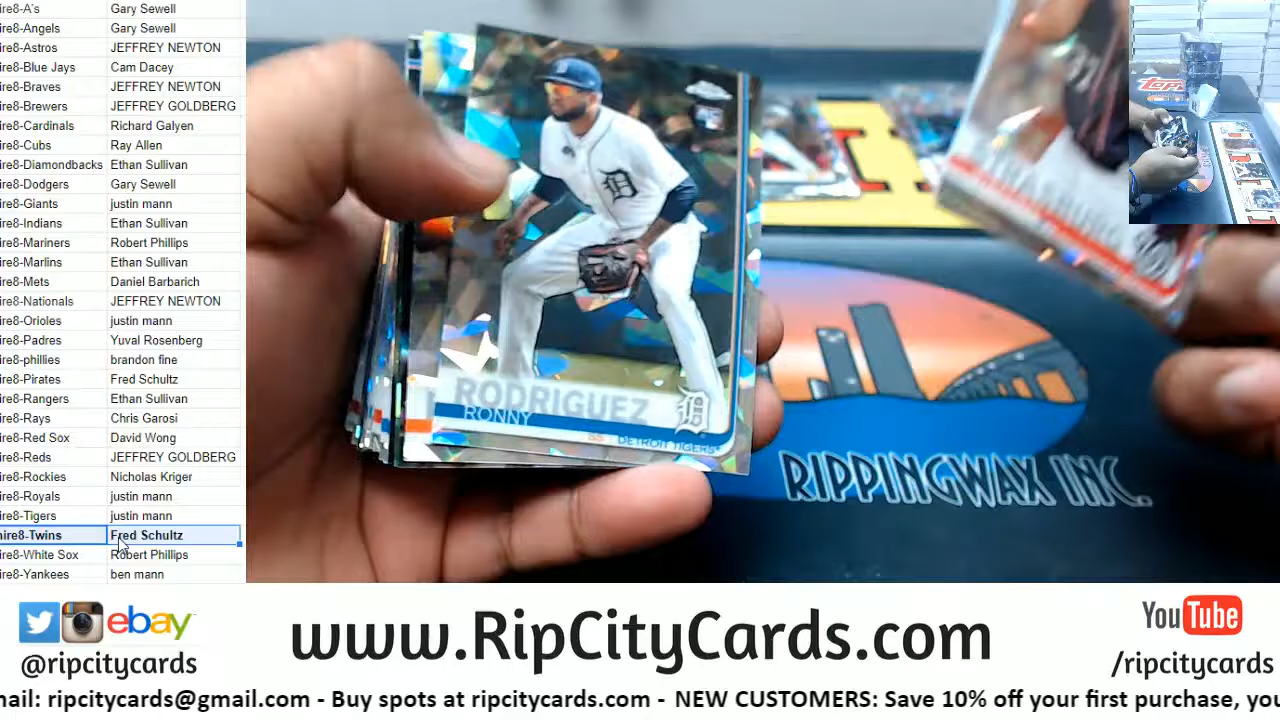 ire8-A's Gary Sewell
ire8-Angels Gary Sewell
ire8-Astros JEFFREY NEWTON
ire8-Blue Jays Cam Dacey
ire8-Braves JEFFREY NEWTON
ire8-Brewers JEFFREY GOLDBERG
ire8-Cardinals Richard Galyen
ire8-Cubs Ray Allen
ire8-Diamondbacks Ethan Sullivan
ire8-Dodgers Gary Sewell
ire8-Giants justin mann
ire8-Indians Ethan Sullivan
ire8-Mariners Robert Phillips
ire8-Marlins Ethan Sullivan
ire8-Mets Daniel Barbarich
ire8-Nationals JEFFREY NEWTON
ire8-Orioles justin mann
ire8-Padres Yuval Rosenberg
ire8-phillies brandon fine
ire8-Pirates Fred Schultz
ire8-Rangers Ethan Sullivan
ire8-Rays Chris Garosi
ire8-Red Sox David Wong
ire8-Reds JEFFREY GOLDBERG
ire8-Rockies Nicholas Kriger
ire8-Royals justin mann
ire8-Tigers justin mann
nire8-Twins Fred Schultz
ire8-White Sox Robert Phillips
ire8-Yankees ben mann
RODRIGUEZ
RONNY
SS DETROIT TIGERS
RIPPINGWAX INC.
ebay
@ripcitycards
www.RipCityCards.com
YouTube
/ripcitycards
mail: ripcitycards@gmail.com - Buy spots at ripcitycards.com - NEW CUSTOMERS: Save 10% off your first purchase, you